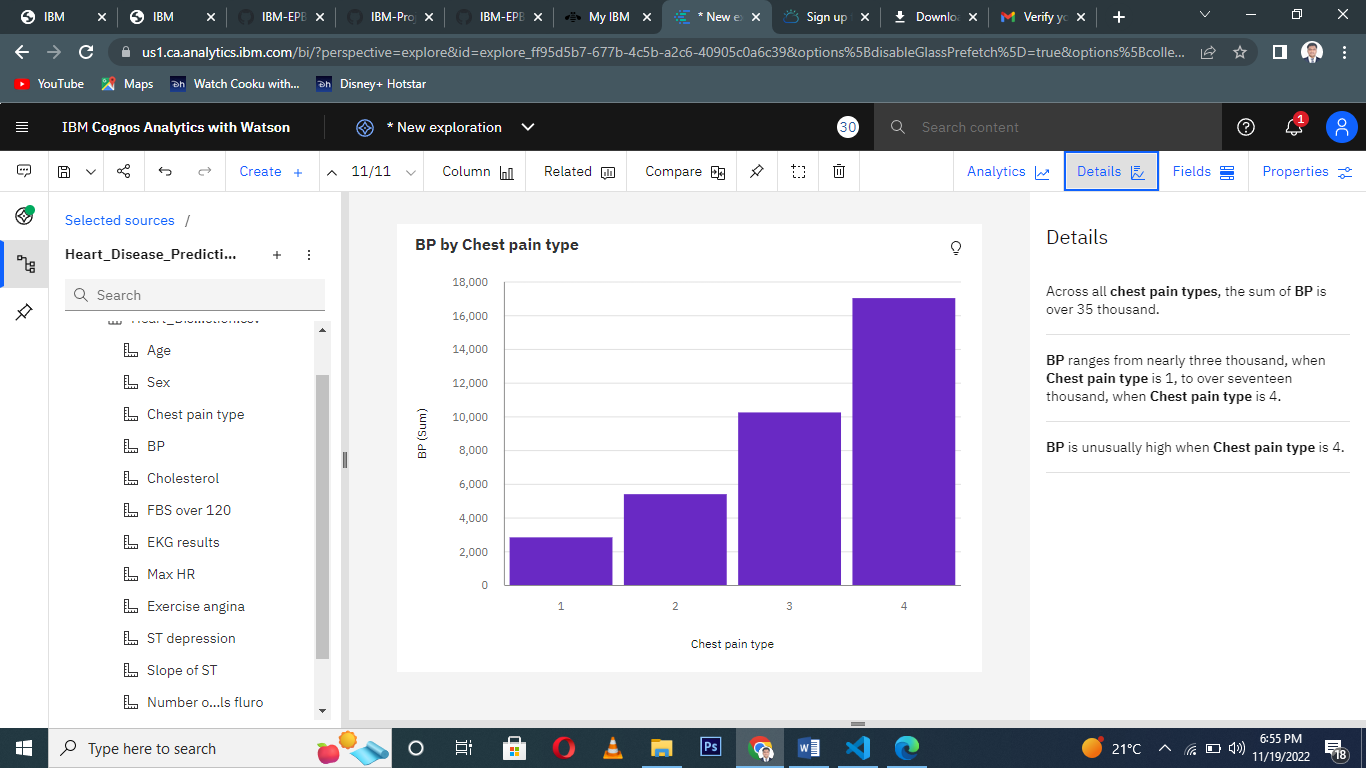 IBM
IBM
IBM-EPB
IBM-Proj
IBM-EPB
My IBM
* New ex
Sign up f
Downloa
Verify yo
us1.ca.analytics.ibm.com/bi/?perspective=explore&id=explore_ff95d5b7-677b-4c5b-a2c6-40905c0a6c39&options%5BdisableGlassPrefetch%5D=true&options%5Bcolle...
YouTube
Maps
Watch Cooku with...
Disney+ Hotstar
IBM Cognos Analytics with Watson
* New exploration
30
Search content
1
Create +
11/11
Column
Related
Compare
Analytics
Details
Fields
Properties
Selected sources /
Heart_Disease_Predicti...
Search
Age
Sex
Chest pain type
BP
Cholesterol
FBS over 120
EKG results
Max HR
Exercise angina
ST depression
Slope of ST
Number o...ls fluro
BP by Chest pain type
18,000
16,000
14,000
12,000
10,000
8,000
6,000
4,000
2,000
0
BP (Sum)
1 2 3 4
Chest pain type
Details
Across all chest pain types, the sum of BP is
over 35 thousand.
BP ranges from nearly three thousand, when
Chest pain type is 1, to over seventeen
thousand, when Chest pain type is 4.
BP is unusually high when Chest pain type is 4.
Type here to search
Ps
21°C
6:55 PM
11/19/2022
18